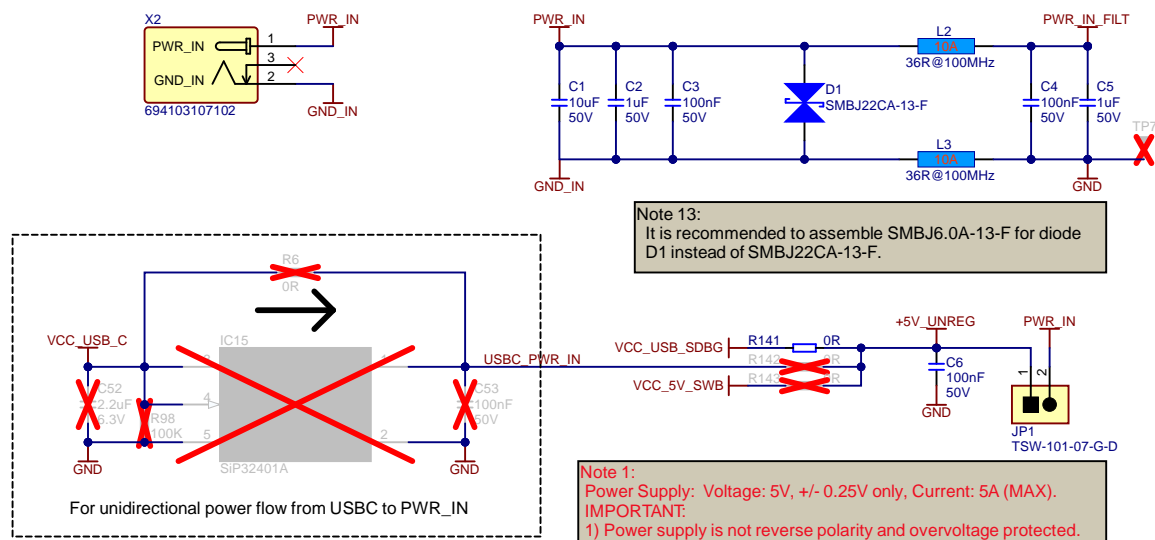 X2
PWR_IN
PWR_IN
1
3
GND_IN
2
694103107102
GND_IN
PWR_IN
L2
PWR_IN_FILT
10A
36R@100MHz
C1
10uF
50V
C2
1uF
50V
C3
100nF
50V
D1
SMBJ22CA-13-F
C4
100nF
50V
C5
1uF
50V
TP7
L3
10A
36R@100MHz
GND_IN
GND
Note 13:
It is recommended to assemble SMBJ6.0A-13-F for diode
D1 instead of SMBJ22CA-13-F.
R6
0R
VCC_USB_C
IC15
USBC_PWR_IN
3
1
4
5
2
C52
2.2uF
6.3V
R98
100K
C53
100nF
50V
GND
SiP32401A
GND
For unidirectional power flow from USBC to PWR_IN
VCC_USB_SDBG
R141
0R
R142
0R
VCC_5V_SWB
R143
0R
+5V_UNREG
PWR_IN
C6
100nF
50V
GND
1
2
JP1
TSW-101-07-G-D
Note 1:
Power Supply: Voltage: 5V, +/- 0.25V only, Current: 5A (MAX).
IMPORTANT:
1) Power supply is not reverse polarity and overvoltage protected.